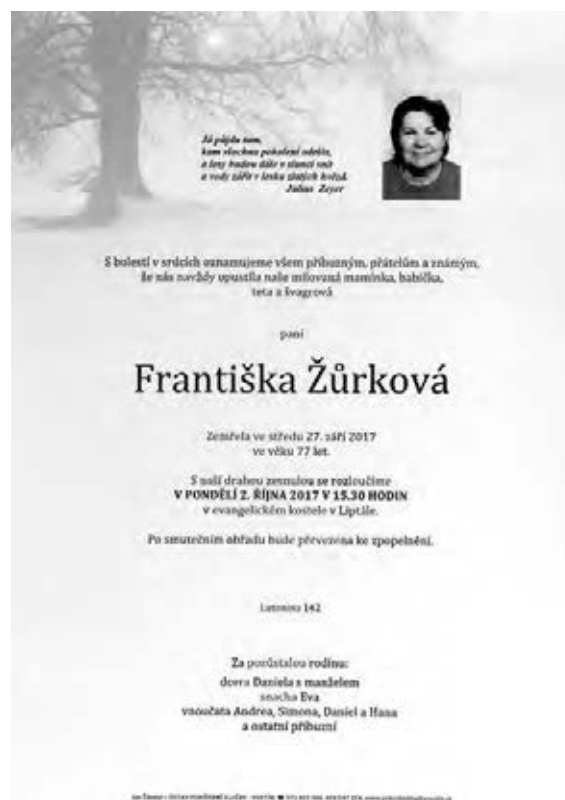 Já půjdu tam,
kam všechna pokolení odešla,
a lesy budou dále v slunci snít
a vody zářit v lesku zlatých hvězd.
Julius Zeyer
S bolestí v srdcích oznamujeme všem příbuzným, přátelům a známým,
že nás navždy opustila naše milovaná maminka, babička,
teta a švagrová
paní
Františka Žůrková
Zemřela ve středu 27. září 2017
ve věku 77 let.
S naší drahou zesnulou se rozloučíme
V PONDĚLÍ 2. ŘÍJNA 2017 V 15.30 HODIN
v evangelickém kostele v Liptále.
Po smutečním obřadu bude převezena ke zpopelnění.
142
Za pozůstalou rodinu:
dcera Daniela s manželem
snacha Eva
vnoučata Andrea, Simona, Daniel a Hana
a ostatní příbuzní